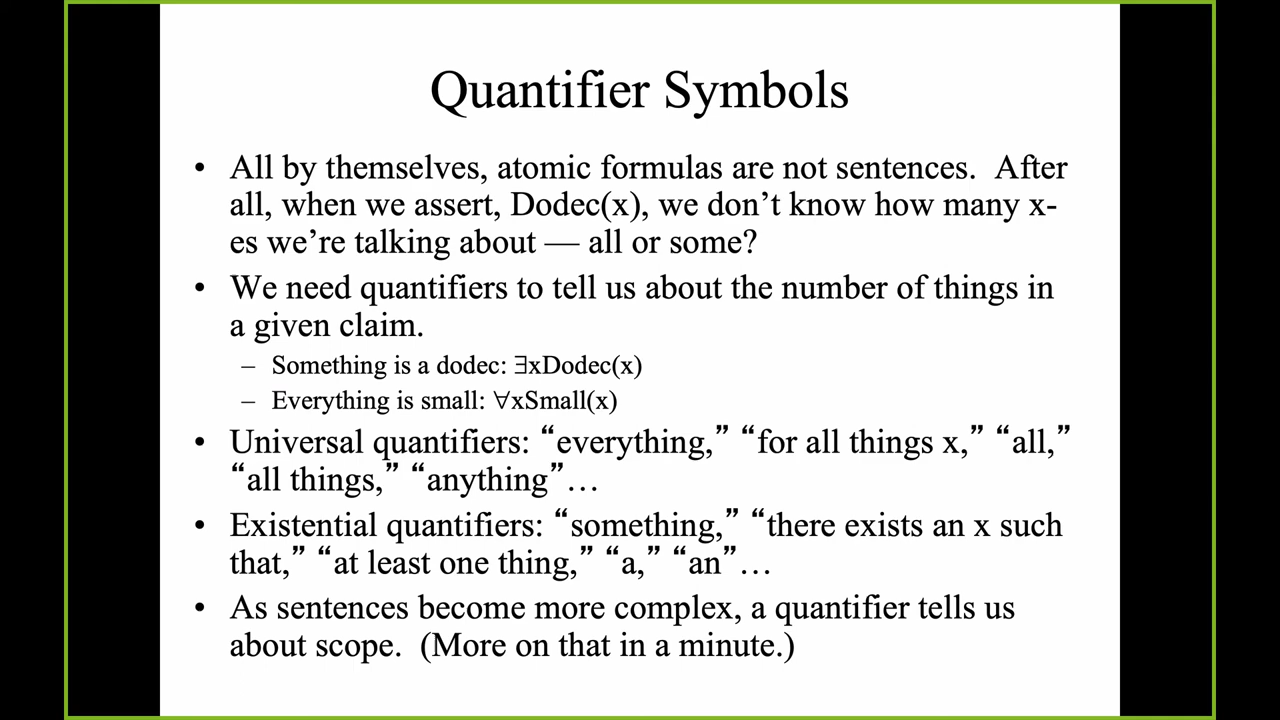 Quantifier Symbols
• All by themselves, atomic formulas are not sentences.  After
all, when we assert, Dodec(x), we don’t know how many x-
es we’re talking about — all or some?
• We need quantifiers to tell us about the number of things in
a given claim.
– Something is a dodec: ∃xDodec(x)
– Everything is small: ∀xSmall(x)
• Universal quantifiers: “everything,” “for all things x,” “all,”
“all things,” “anything”…
• Existential quantifiers: “something,” “there exists an x such
that,” “at least one thing,” “a,” “an”…
• As sentences become more complex, a quantifier tells us
about scope.  (More on that in a minute.)